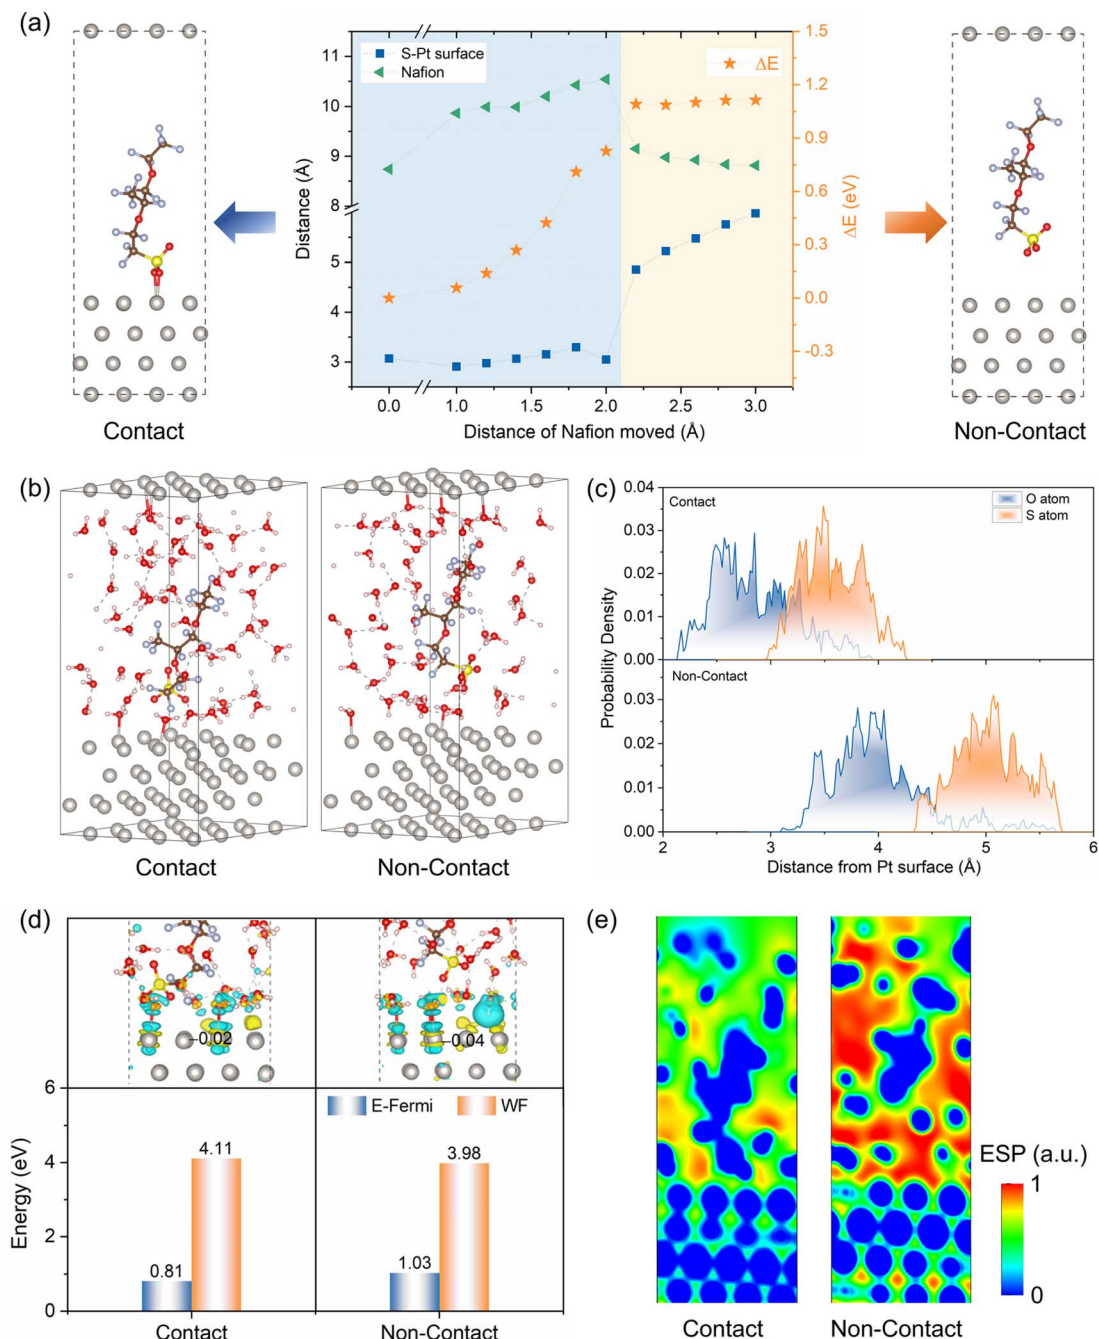 (a)
S-Pt surface
Nafion
ΔE
11
10
9
8
5
4
3
Distance (Å)
1.5
1.2
0.9
0.6
0.3
0.0
-0.3
ΔE (eV)
0.0 1.0 1.5 2.0 2.5 3.0
Distance of Nafion moved (Å)
Contact
Non-Contact
(b)
Contact
Non-Contact
(c)
Contact
O atom
S atom
0.04
0.03
0.02
0.01
0.00
Non-Contact
0.03
0.02
0.01
0.00
Probability Density
2 3 4 5 6
Distance from Pt surface (Å)
(d)
−0.02
−0.04
E-Fermi WF
6
4
2
0
Energy (eV)
0.81
4.11
1.03
3.98
Contact
Non-Contact
(e)
ESP (a.u.)
1
0
Contact
Non-Contact